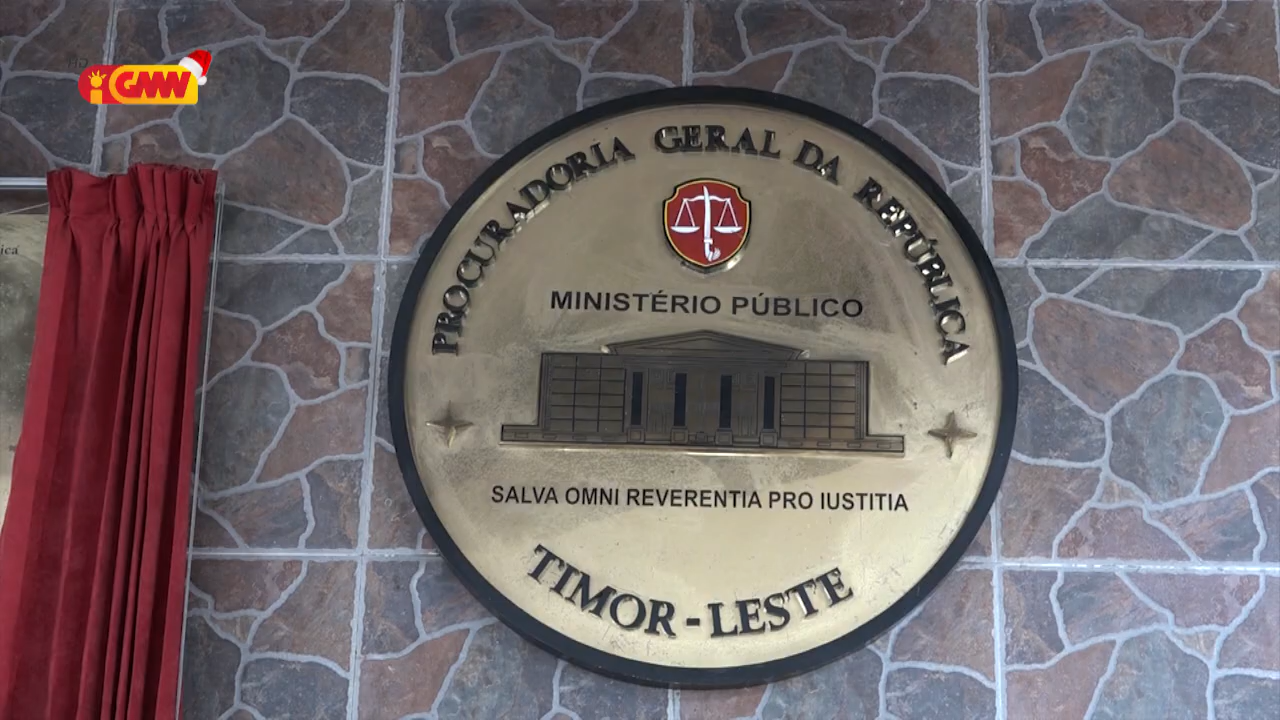 GMN
PROCURADORIA GERAL DA REPÚBLICA
MINISTÉRIO PÚBLICO
SALVA OMNI REVERENTIA PRO IUSTITIA
TIMOR - LESTE